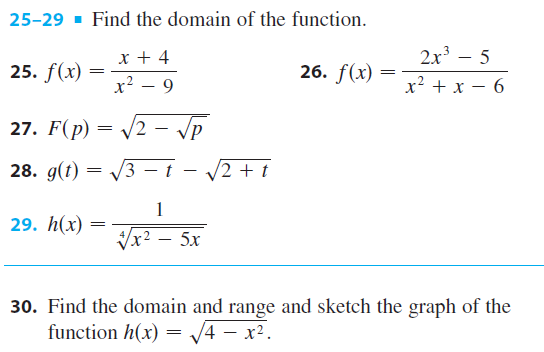 25–29 ■ Find the domain of the function.
25. f(x) = (x + 4)/(x² − 9)
26. f(x) = (2x³ − 5)/(x² + x − 6)
27. F(p) = √(2 − √p)
28. g(t) = √(3 − t) − √(2 + t)
29. h(x) = 1/∜(x² − 5x)
30. Find the domain and range and sketch the graph of the
function h(x) = √(4 − x²).